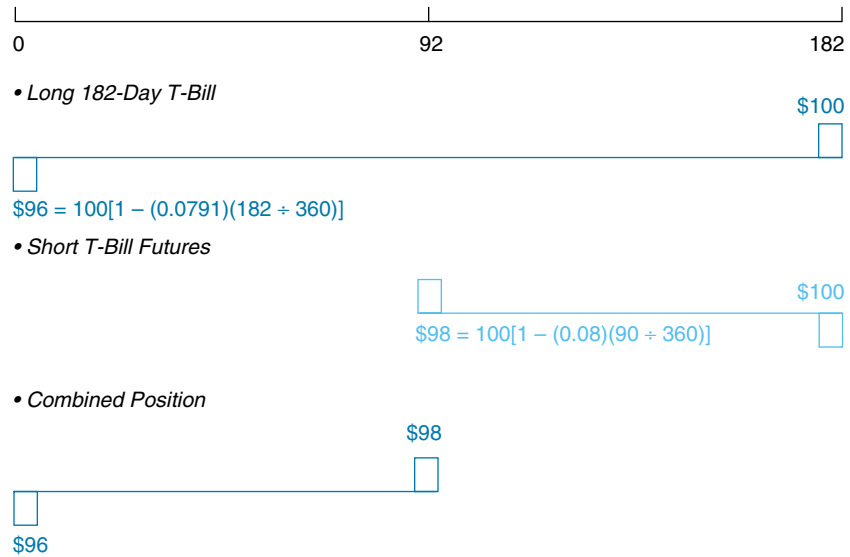 0 92 182
• Long 182-Day T-Bill
$100
$96 = 100[1 – (0.0791)(182 ÷ 360)]
• Short T-Bill Futures
$100
$98 = 100[1 – (0.08)(90 ÷ 360)]
• Combined Position
$98
$96